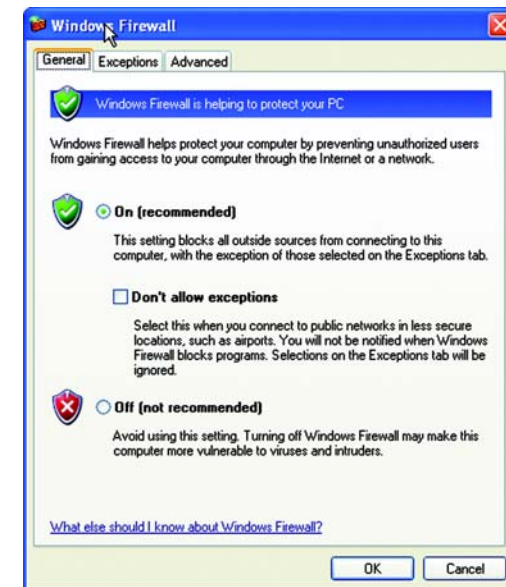 Windows Firewall
General Exceptions Advanced
Windows Firewall is helping to protect your PC
Windows Firewall helps protect your computer by preventing unauthorized users
from gaining access to your computer through the Internet or a network.
On (recommended)
This setting blocks all outside sources from connecting to this
computer, with the exception of those selected on the Exceptions tab.
Don't allow exceptions
Select this when you connect to public networks in less secure
locations, such as airports. You will not be notified when Windows
Firewall blocks programs. Selections on the Exceptions tab will be
ignored.
Off (not recommended)
Avoid using this setting. Turning off Windows Firewall may make this
computer more vulnerable to viruses and intruders.
What else should I know about Windows Firewall?
OK Cancel